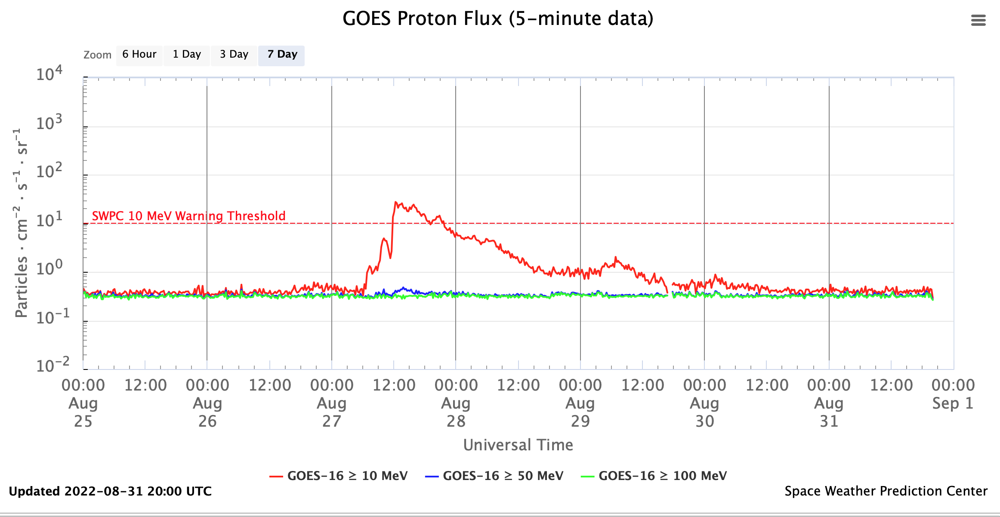 GOES Proton Flux (5-minute data)
Zoom 6 Hour 1 Day 3 Day 7 Day
10⁴
10³
10²
SWPC 10 MeV Warning Threshold
10¹
10⁰
10⁻¹
10⁻²
Particles · cm⁻² · s⁻¹ · sr⁻¹
00:00 12:00 00:00 12:00 00:00 12:00 00:00 12:00 00:00 12:00 00:00 12:00 00:00 12:00 00:00
Aug Aug Aug Aug Aug Aug Aug Sep 1
25 26 27 28 29 30 31
Universal Time
GOES-16 ≥ 10 MeV GOES-16 ≥ 50 MeV GOES-16 ≥ 100 MeV
Updated 2022-08-31 20:00 UTC Space Weather Prediction Center